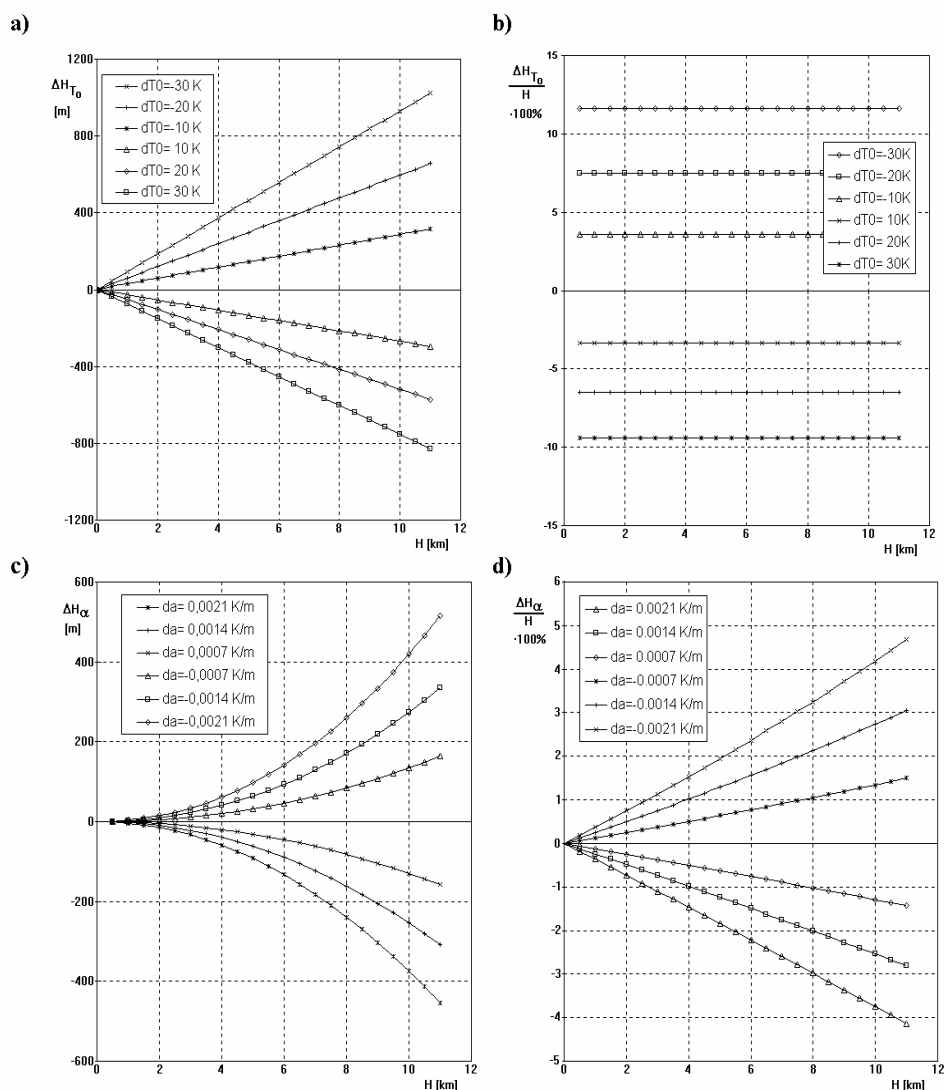 a)
ΔH_T₀
[m]
1200
800
400
0
-400
-800
-1200
dT0=-30 K
dT0=-20 K
dT0=-10 K
dT0= 10 K
dT0= 20 K
dT0= 30 K
0 2 4 6 8 10 12
H [km]
b)
ΔH_T₀
H
·100%
15
10
5
0
-5
-10
-15
dT0=-30K
dT0=-20K
dT0=-10K
dT0= 10K
dT0= 20K
dT0= 30K
0 2 4 6 8 10 12
H [km]
c)
ΔHα
[m]
600
400
200
0
-200
-400
-600
da= 0,0021 K/m
da= 0,0014 K/m
da= 0,0007 K/m
da=-0,0007 K/m
da=-0,0014 K/m
da=-0,0021 K/m
0 2 4 6 8 10 12
H [km]
d)
ΔHα
H
·100%
6
5
4
3
2
1
0
-1
-2
-3
-4
-5
da= 0.0021 K/m
da= 0.0014 K/m
da= 0.0007 K/m
da=-0.0007 K/m
da=-0.0014 K/m
da=-0.0021 K/m
0 2 4 6 8 10 12
H [km]